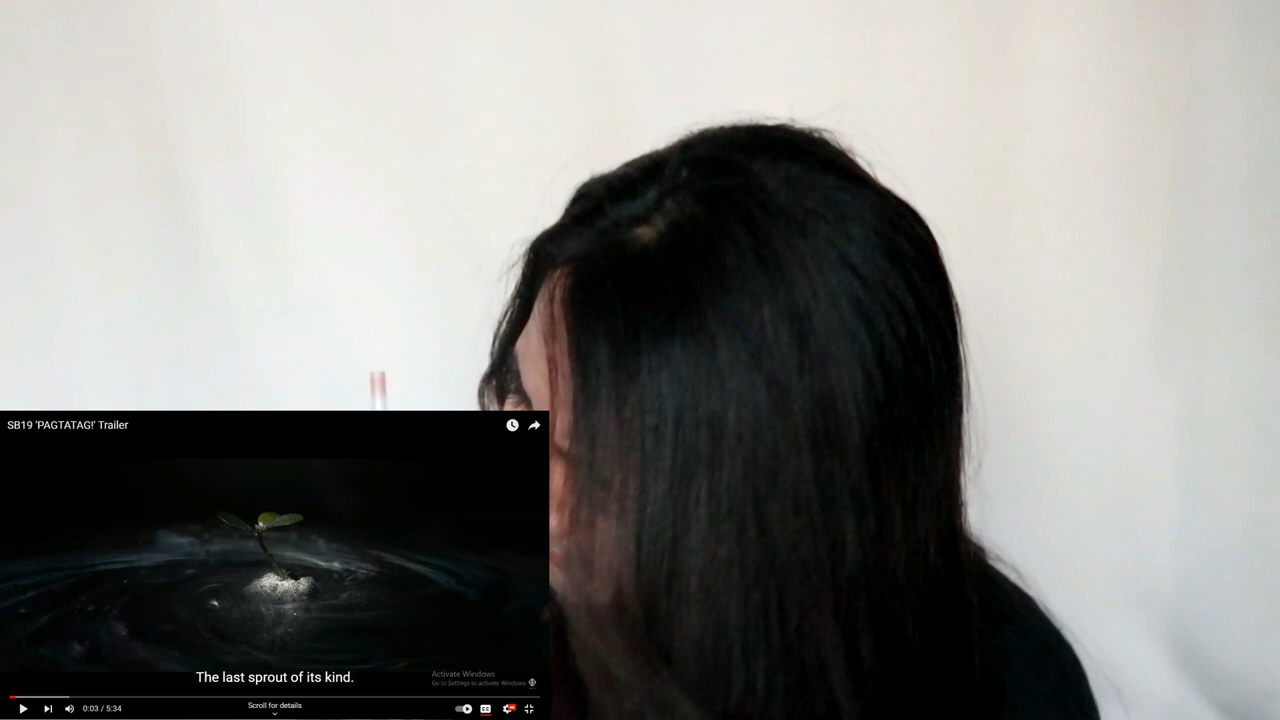 SB19 'PAGTATAG!' Trailer
The last sprout of its kind.
Activate Windows
Go to Settings to activate Windows.
0:03 / 5:34
Scroll for details